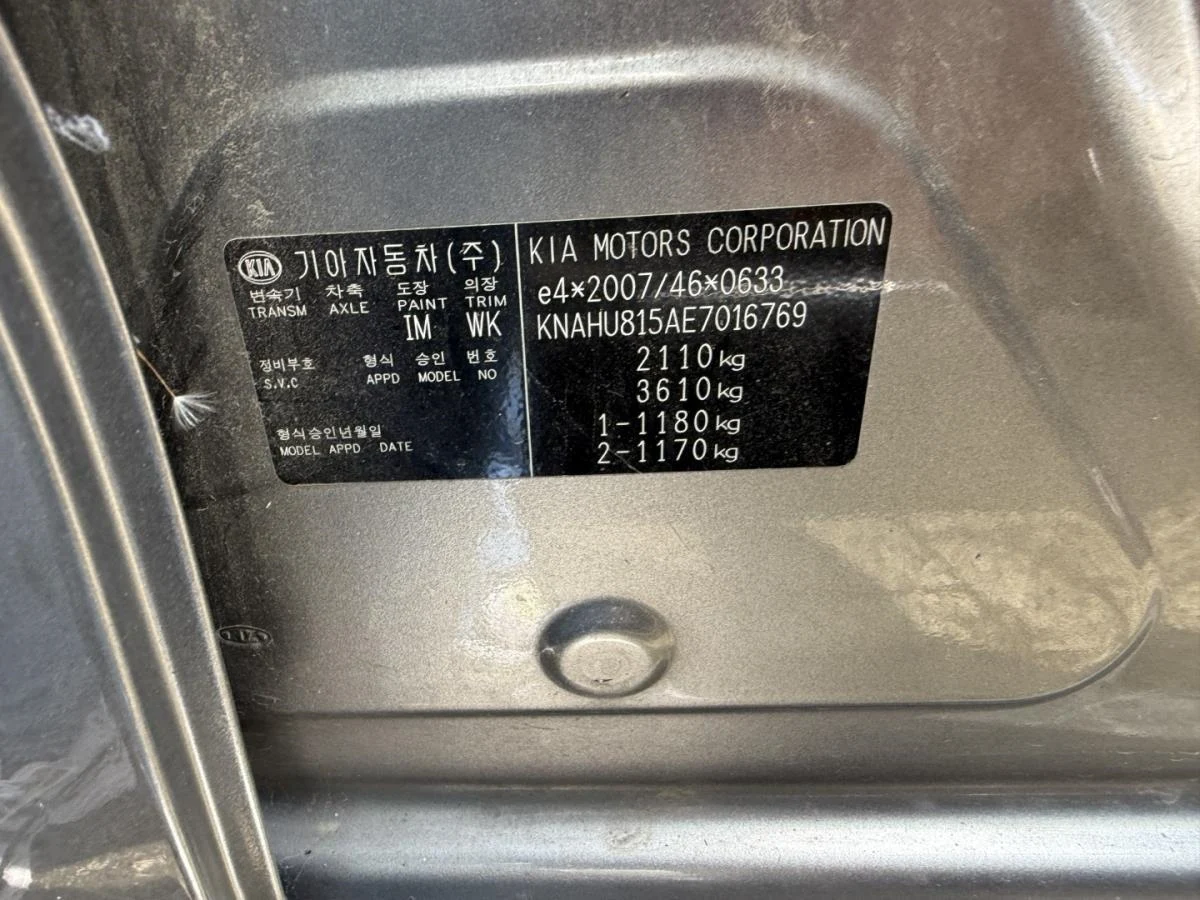 KIA 기아자동차(주)
변속기 차축 도장 의장
TRANSM AXLE PAINT TRIM
IM WK
정비부호 형식 승인 번호
S.V.C APPD MODEL NO
형식승인년월일
MODEL APPD DATE
KIA MOTORS CORPORATION
e4*2007/46*0633
KNAHU815AE7016769
2110kg
3610kg
1-1180kg
2-1170kg
KIA